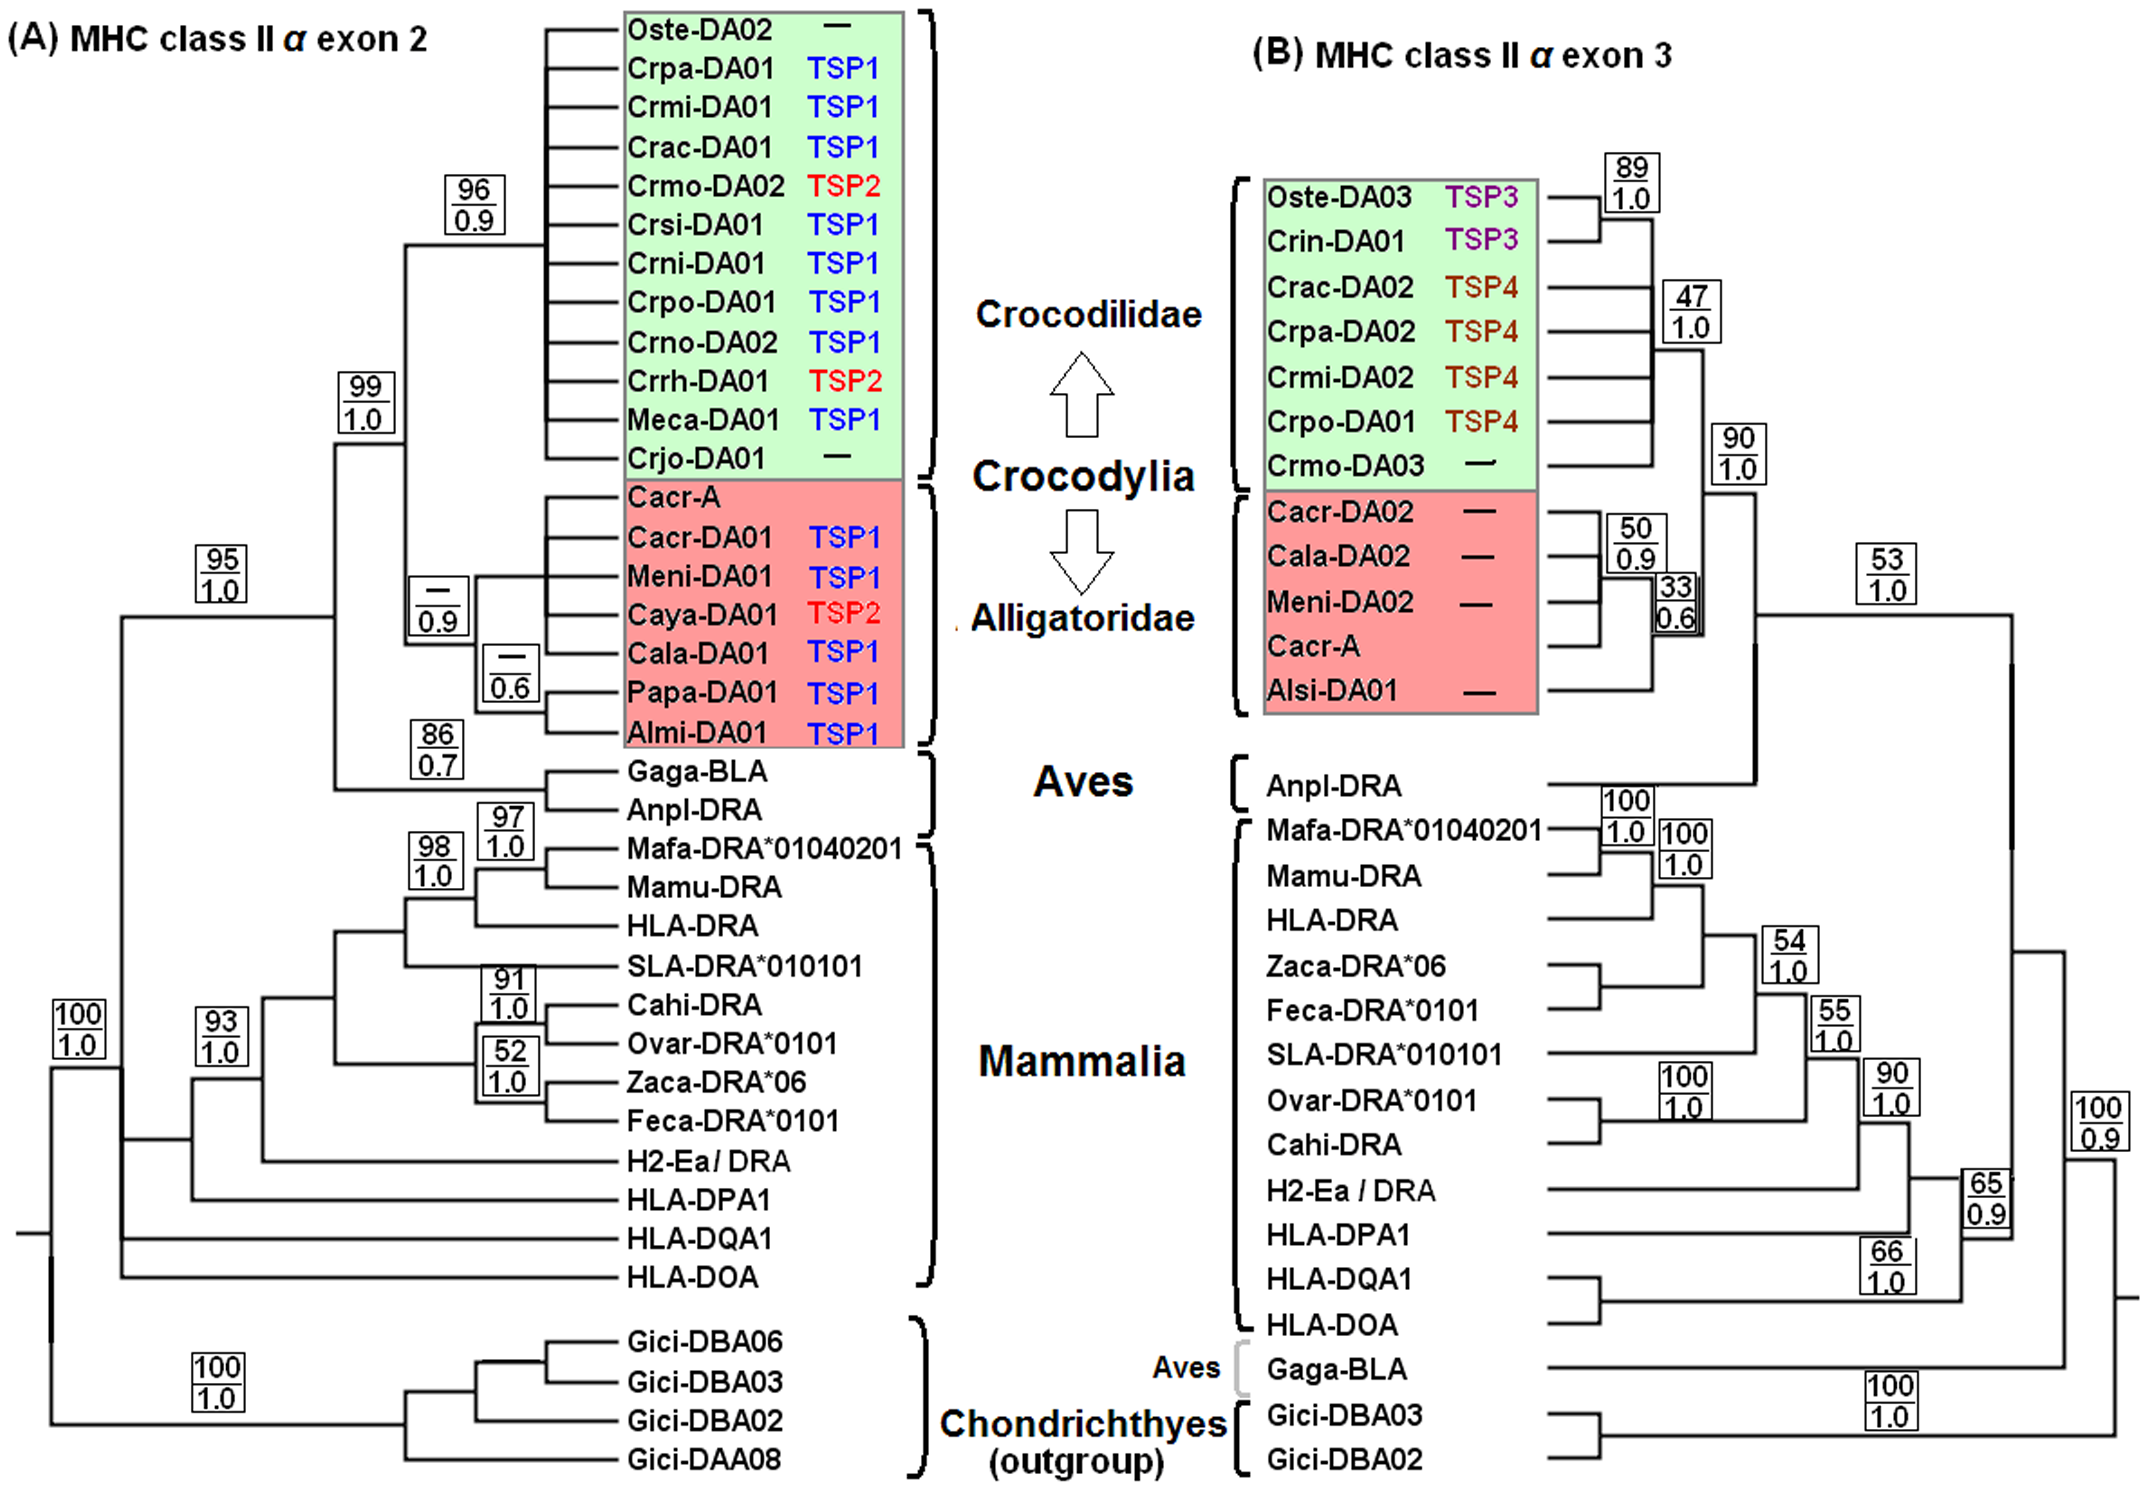 (A) MHC class II α exon 2
Oste-DA02 —
Crpa-DA01 TSP1
Crmi-DA01 TSP1
Crac-DA01 TSP1
Crmo-DA02 TSP2
Crsi-DA01 TSP1
Crni-DA01 TSP1
Crpo-DA01 TSP1
Crno-DA02 TSP1
Crrh-DA01 TSP2
Meca-DA01 TSP1
Crjo-DA01 —
Cacr-A
Cacr-DA01 TSP1
Meni-DA01 TSP1
Caya-DA01 TSP2
Cala-DA01 TSP1
Papa-DA01 TSP1
Almi-DA01 TSP1
Gaga-BLA
Anpl-DRA
Mafa-DRA*01040201
Mamu-DRA
HLA-DRA
SLA-DRA*010101
Cahi-DRA
Ovar-DRA*0101
Zaca-DRA*06
Feca-DRA*0101
H2-Ea/ DRA
HLA-DPA1
HLA-DQA1
HLA-DOA
Gici-DBA06
Gici-DBA03
Gici-DBA02
Gici-DAA08
96
0.9
99
1.0
95
1.0
—
0.9
—
0.6
86
0.7
97
1.0
98
1.0
91
1.0
52
1.0
93
1.0
100
1.0
100
1.0
Crocodilidae
Crocodylia
Alligatoridae
Aves
Mammalia
Aves
Chondrichthyes
(outgroup)
(B) MHC class II α exon 3
Oste-DA03 TSP3
Crin-DA01 TSP3
Crac-DA02 TSP4
Crpa-DA02 TSP4
Crmi-DA02 TSP4
Crpo-DA01 TSP4
Crmo-DA03 —
Cacr-DA02 —
Cala-DA02 —
Meni-DA02 —
Cacr-A
Alsi-DA01 —
Anpl-DRA
Mafa-DRA*01040201
Mamu-DRA
HLA-DRA
Zaca-DRA*06
Feca-DRA*0101
SLA-DRA*010101
Ovar-DRA*0101
Cahi-DRA
H2-Ea / DRA
HLA-DPA1
HLA-DQA1
HLA-DOA
Gaga-BLA
Gici-DBA03
Gici-DBA02
89
1.0
47
1.0
90
1.0
50
0.9
33
0.6
53
1.0
100
1.0
100
1.0
54
1.0
55
1.0
100
1.0
90
1.0
100
0.9
65
0.9
66
1.0
100
1.0